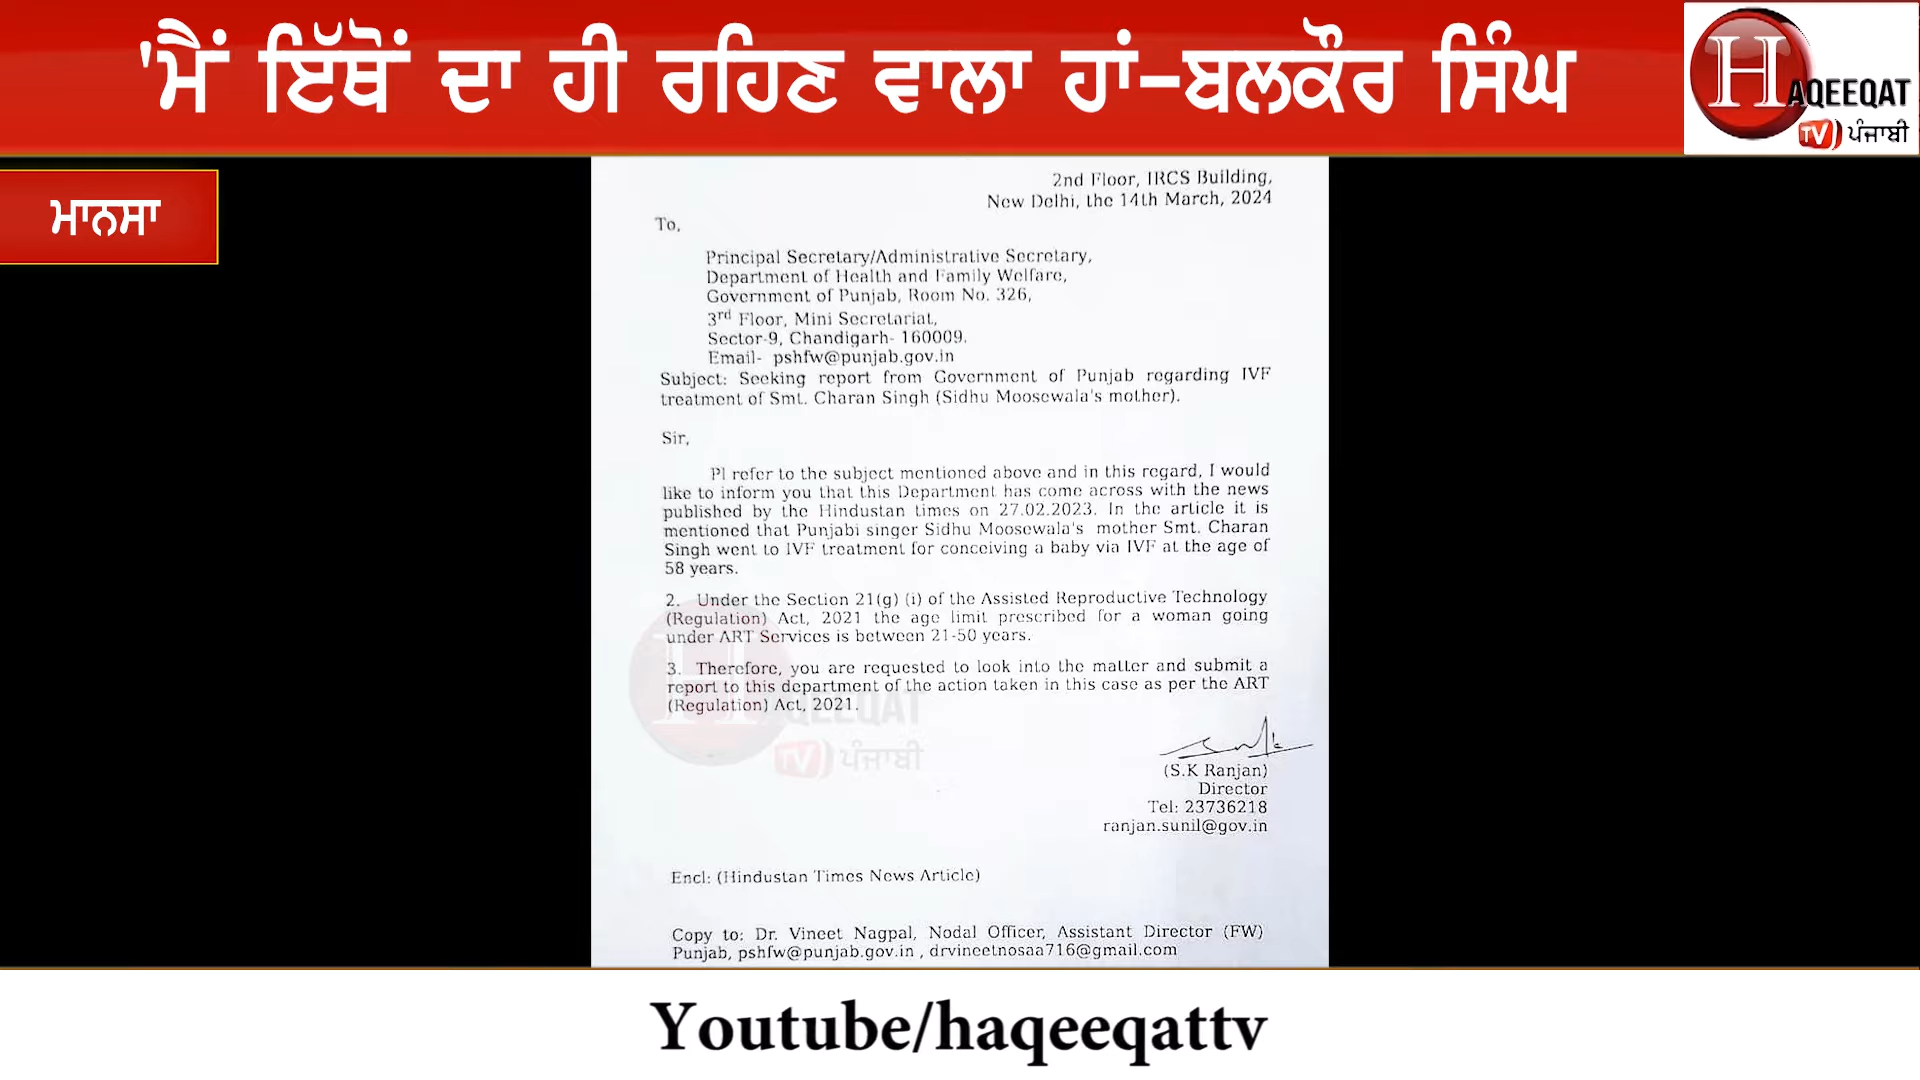 'ਮੈਂ ਇੱਥੋਂ ਦਾ ਹੀ ਰਹਿਣ ਵਾਲਾ ਹਾਂ-ਬਲਕੌਰ ਸਿੰਘ
HAQEEQAT
TV ਪੰਜਾਬੀ
ਮਾਨਸਾ
2nd Floor, IRCS Building,
New Delhi, the 14th March, 2024
To,
Principal Secretary/Administrative Secretary,
Department of Health and Family Welfare,
Government of Punjab, Room No. 326,
3rd Floor, Mini Secretariat,
Sector-9, Chandigarh- 160009.
Email- pshfw@punjab.gov.in
Subject: Seeking report from Government of Punjab regarding IVF
treatment of Smt. Charan Singh (Sidhu Moosewala's mother).
Sir,
Pl refer to the subject mentioned above and in this regard, I would
like to inform you that this Department has come across with the news
published by the Hindustan times on 27.02.2023. In the article it is
mentioned that Punjabi singer Sidhu Moosewala's mother Smt. Charan
Singh went to IVF treatment for conceiving a baby via IVF at the age of
58 years.
2. Under the Section 21(g) (i) of the Assisted Reproductive Technology
(Regulation) Act, 2021 the age limit prescribed for a woman going
under ART Services is between 21-50 years.
3. Therefore, you are requested to look into the matter and submit a
report to this department of the action taken in this case as per the ART
(Regulation) Act, 2021.
HAQEEQAT
TV ਪੰਜਾਬੀ
(S.K Ranjan)
Director
Tel: 23736218
ranjan.sunil@gov.in
Encl: (Hindustan Times News Article)
Copy to: Dr. Vineet Nagpal, Nodal Officer, Assistant Director (FW)
Punjab, pshfw@punjab.gov.in , drvineetnosaa716@gmail.com
Youtube/haqeeqattv